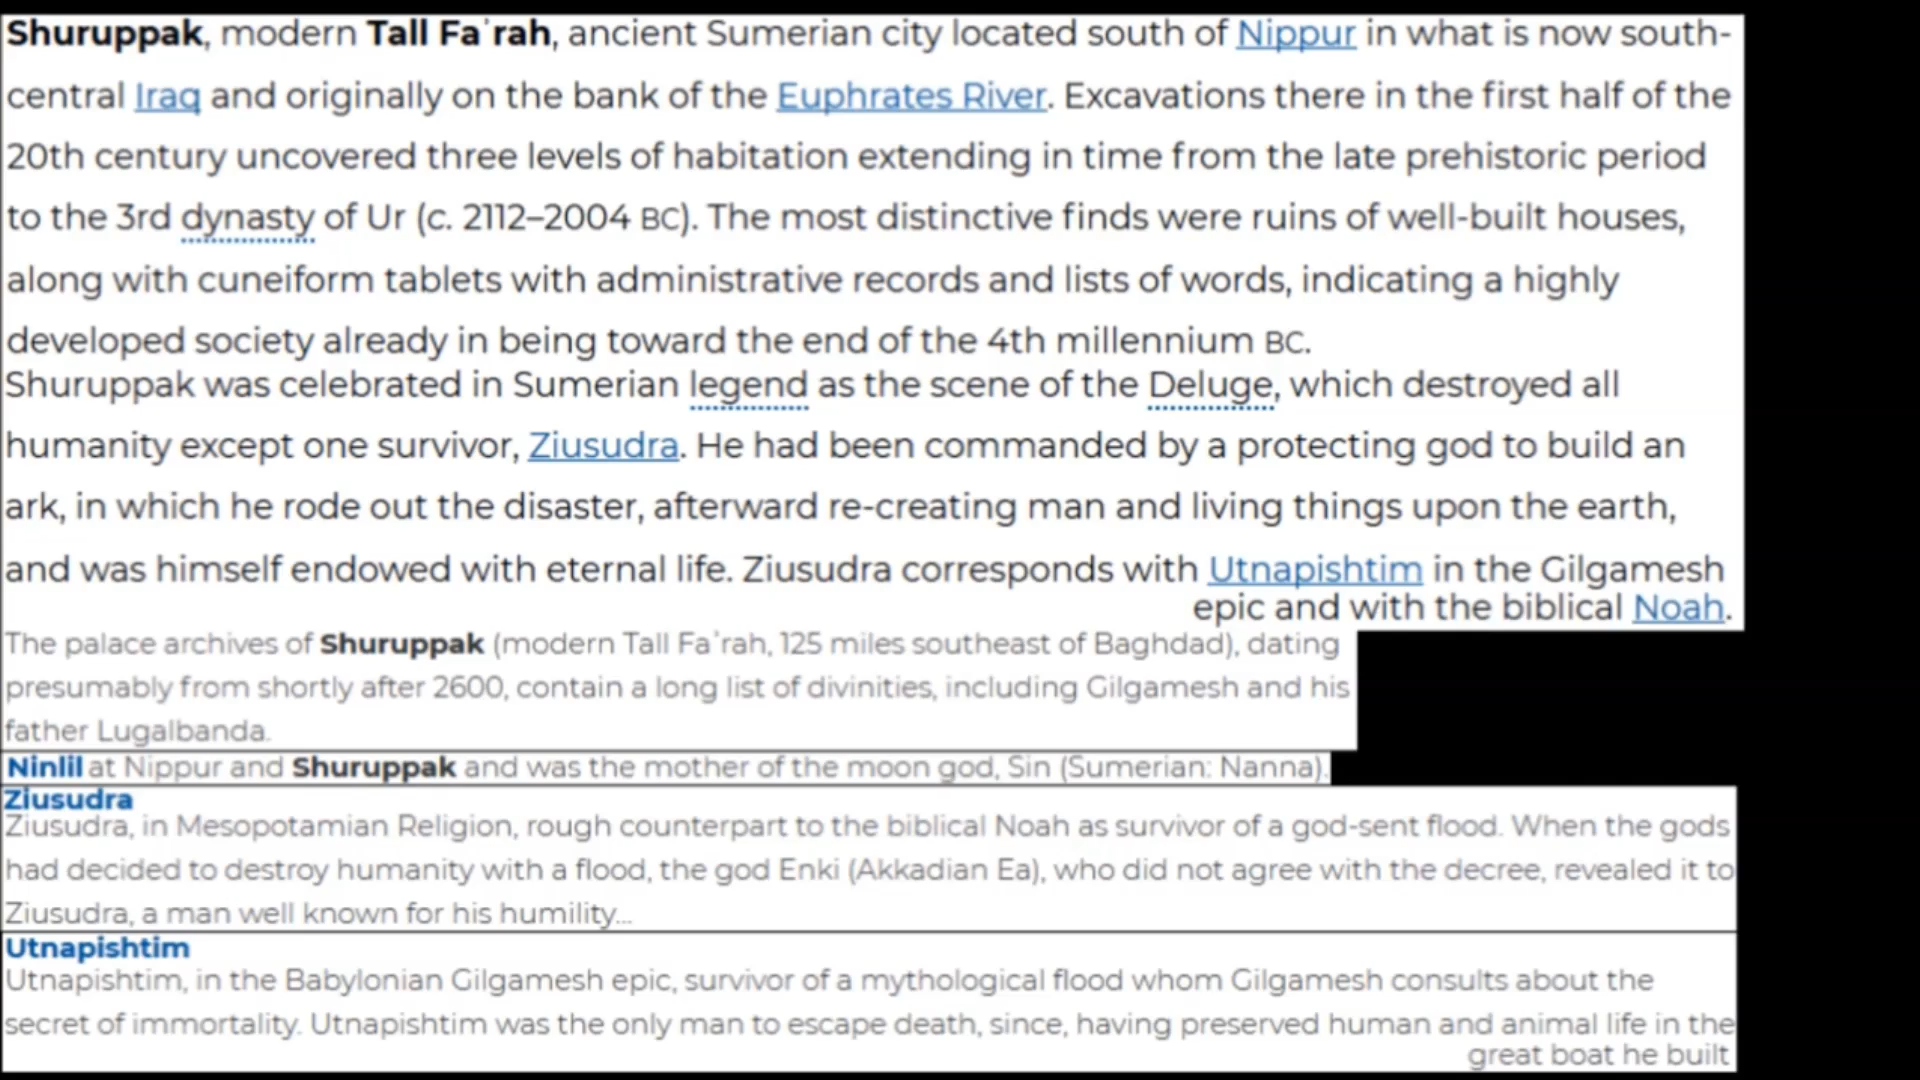 Shuruppak, modern Tall Faʾrah, ancient Sumerian city located south of Nippur in what is now south-
central Iraq and originally on the bank of the Euphrates River. Excavations there in the first half of the
20th century uncovered three levels of habitation extending in time from the late prehistoric period
to the 3rd dynasty of Ur (c. 2112–2004 BC). The most distinctive finds were ruins of well-built houses,
along with cuneiform tablets with administrative records and lists of words, indicating a highly
developed society already in being toward the end of the 4th millennium BC.
Shuruppak was celebrated in Sumerian legend as the scene of the Deluge, which destroyed all
humanity except one survivor, Ziusudra. He had been commanded by a protecting god to build an
ark, in which he rode out the disaster, afterward re-creating man and living things upon the earth,
and was himself endowed with eternal life. Ziusudra corresponds with Utnapishtim in the Gilgamesh
epic and with the biblical Noah.
The palace archives of Shuruppak (modern Tall Faʾrah, 125 miles southeast of Baghdad), dating
presumably from shortly after 2600, contain a long list of divinities, including Gilgamesh and his
father Lugalbanda.
Ninlil at Nippur and Shuruppak and was the mother of the moon god, Sin (Sumerian: Nanna).
Ziusudra
Ziusudra, in Mesopotamian Religion, rough counterpart to the biblical Noah as survivor of a god-sent flood. When the gods
had decided to destroy humanity with a flood, the god Enki (Akkadian Ea), who did not agree with the decree, revealed it to
Ziusudra, a man well known for his humility...
Utnapishtim
Utnapishtim, in the Babylonian Gilgamesh epic, survivor of a mythological flood whom Gilgamesh consults about the
secret of immortality. Utnapishtim was the only man to escape death, since, having preserved human and animal life in the
great boat he built